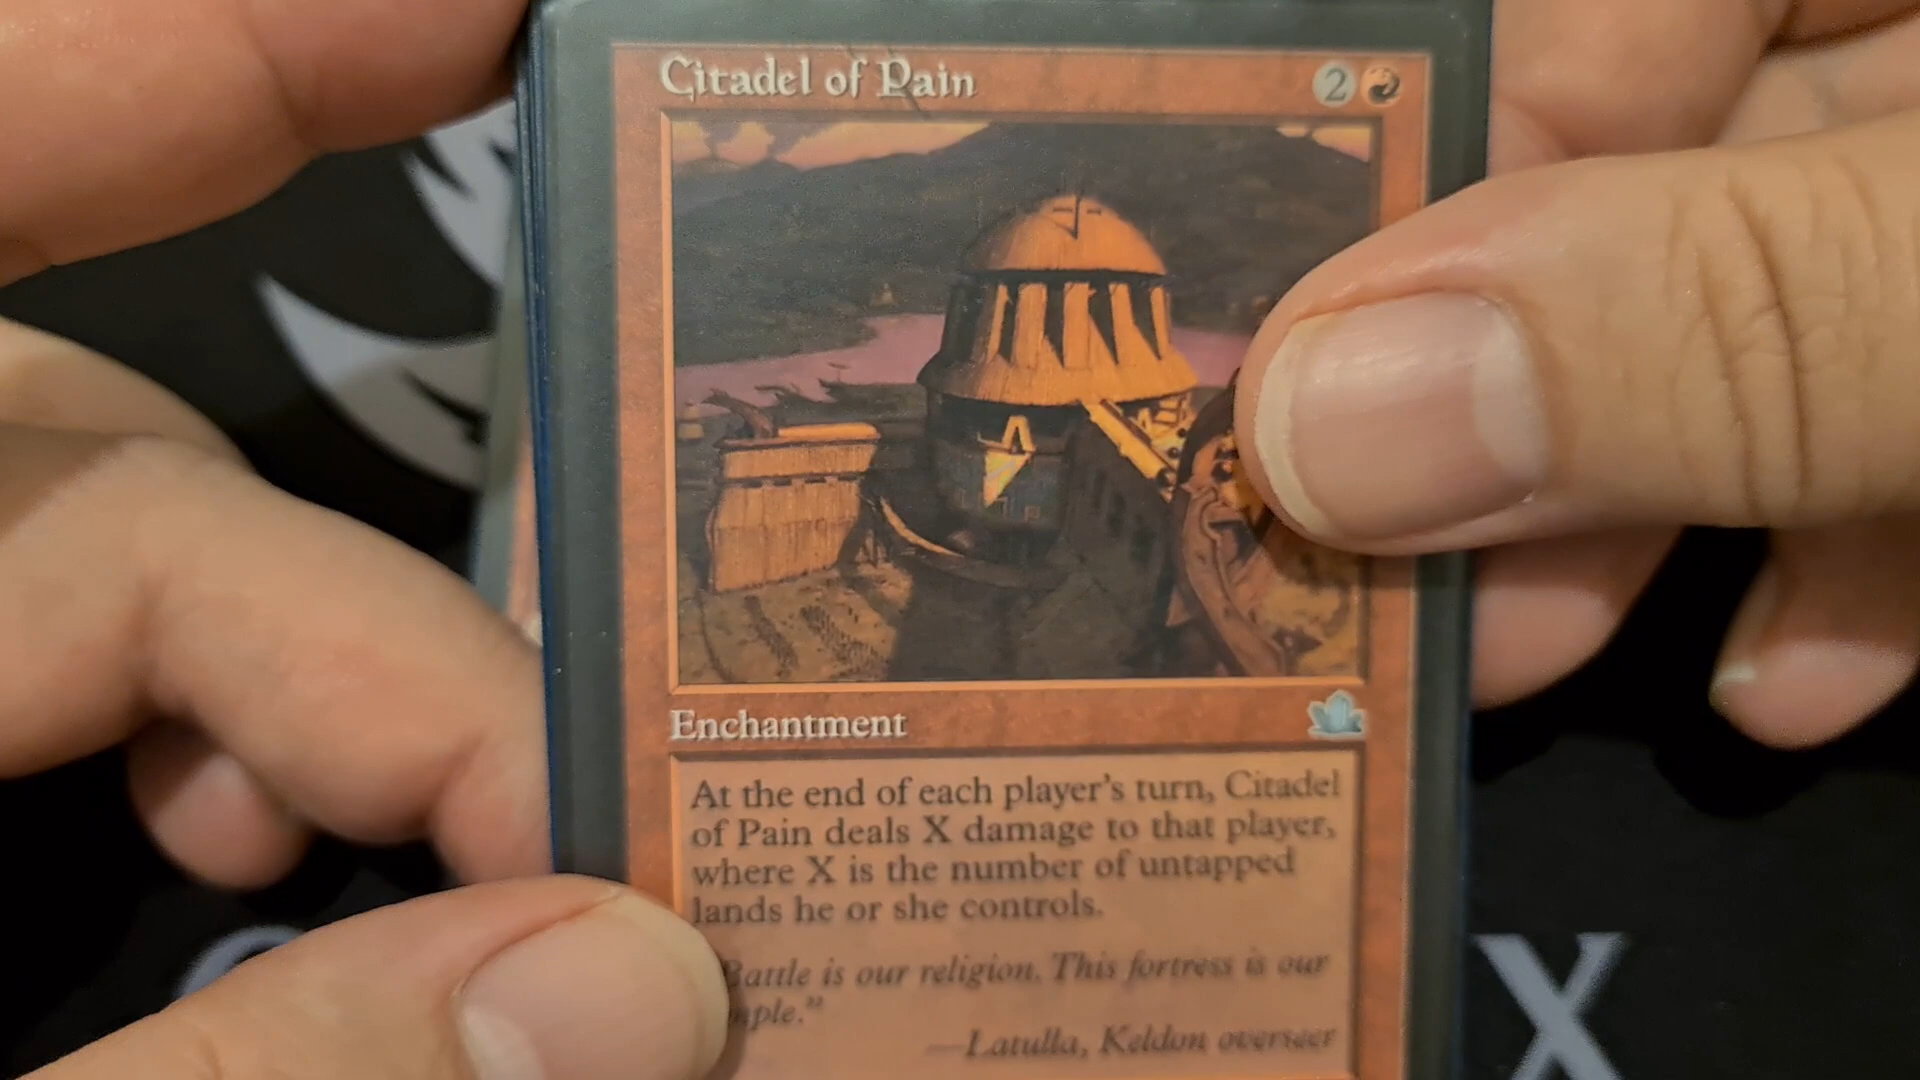 Citadel of Pain 2
Enchantment
At the end of each player's turn, Citadel
of Pain deals X damage to that player,
where X is the number of untapped
lands he or she controls.
Battle is our religion. This fortress is our
—Latulla, Keldon overseer
X